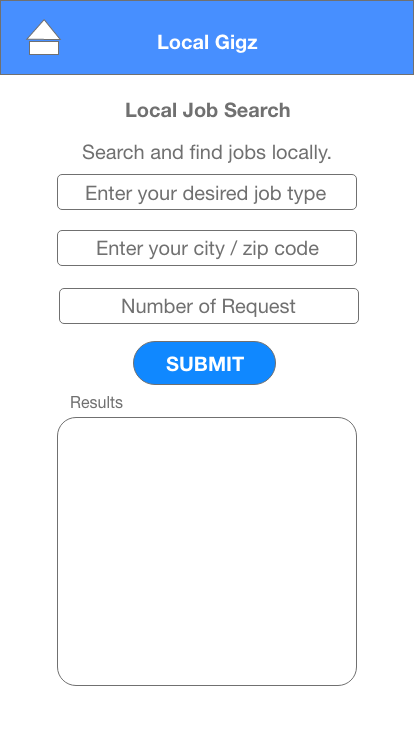 Local Gigz
Local Job Search
Search and find jobs locally.
Enter your desired job type
Enter your city / zip code
Number of Request
SUBMIT
Results